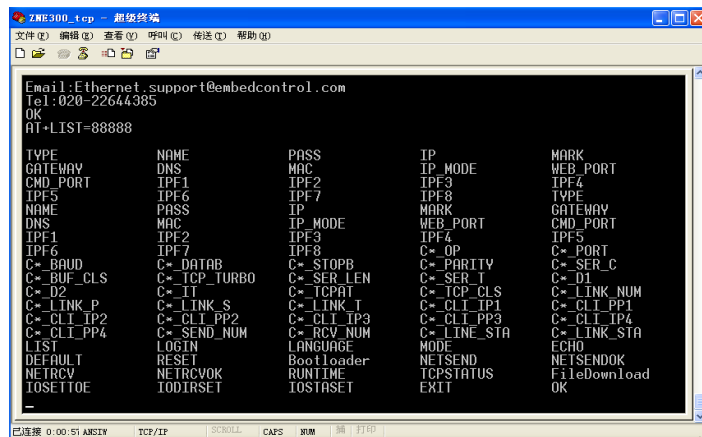 ZNE300_tcp - 超级终端
文件(F) 编辑(E) 查看(V) 呼叫(C) 传送(T) 帮助(H)
Email:Ethernet.support@embedcontrol.com
Tel:020-22644385
OK
AT+LIST=88888
TYPE NAME PASS IP MARK
GATEWAY DNS MAC IP_MODE WEB_PORT
CMD_PORT IPF1 IPF2 IPF3 IPF4
IPF5 IPF6 IPF7 IPF8 TYPE
NAME PASS IP MARK GATEWAY
DNS MAC IP_MODE WEB_PORT CMD_PORT
IPF1 IPF2 IPF3 IPF4 IPF5
IPF6 IPF7 IPF8 C*_OP C*_PORT
C*_BAUD C*_DATAB C*_STOPB C*_PARITY C*_SER_C
C*_BUF_CLS C*_TCP_TURBO C*_SER_LEN C*_SER_T C*_D1
C*_D2 C*_IT C*_TCPAT C*_TCP_CLS C*_LINK_NUM
C*_LINK_P C*_LINK_S C*_LINK_T C*_CLI_IP1 C*_CLI_PP1
C*_CLI_IP2 C*_CLI_PP2 C*_CLI_IP3 C*_CLI_PP3 C*_CLI_IP4
C*_CLI_PP4 C*_SEND_NUM C*_RCV_NUM C*_LINE_STA C*_LINK_STA
LIST LOGIN LANGUAGE MODE ECHO
DEFAULT RESET Bootloader NETSEND NETSENDOK
NETRCV NETRCVOK RUNTIME TCPSTATUS FileDownload
IOSETTOE IODIRSET IOSTASET EXIT OK
已连接 0:00:51 ANSIW TCP/IP SCROLL CAPS NUM 捕 打印